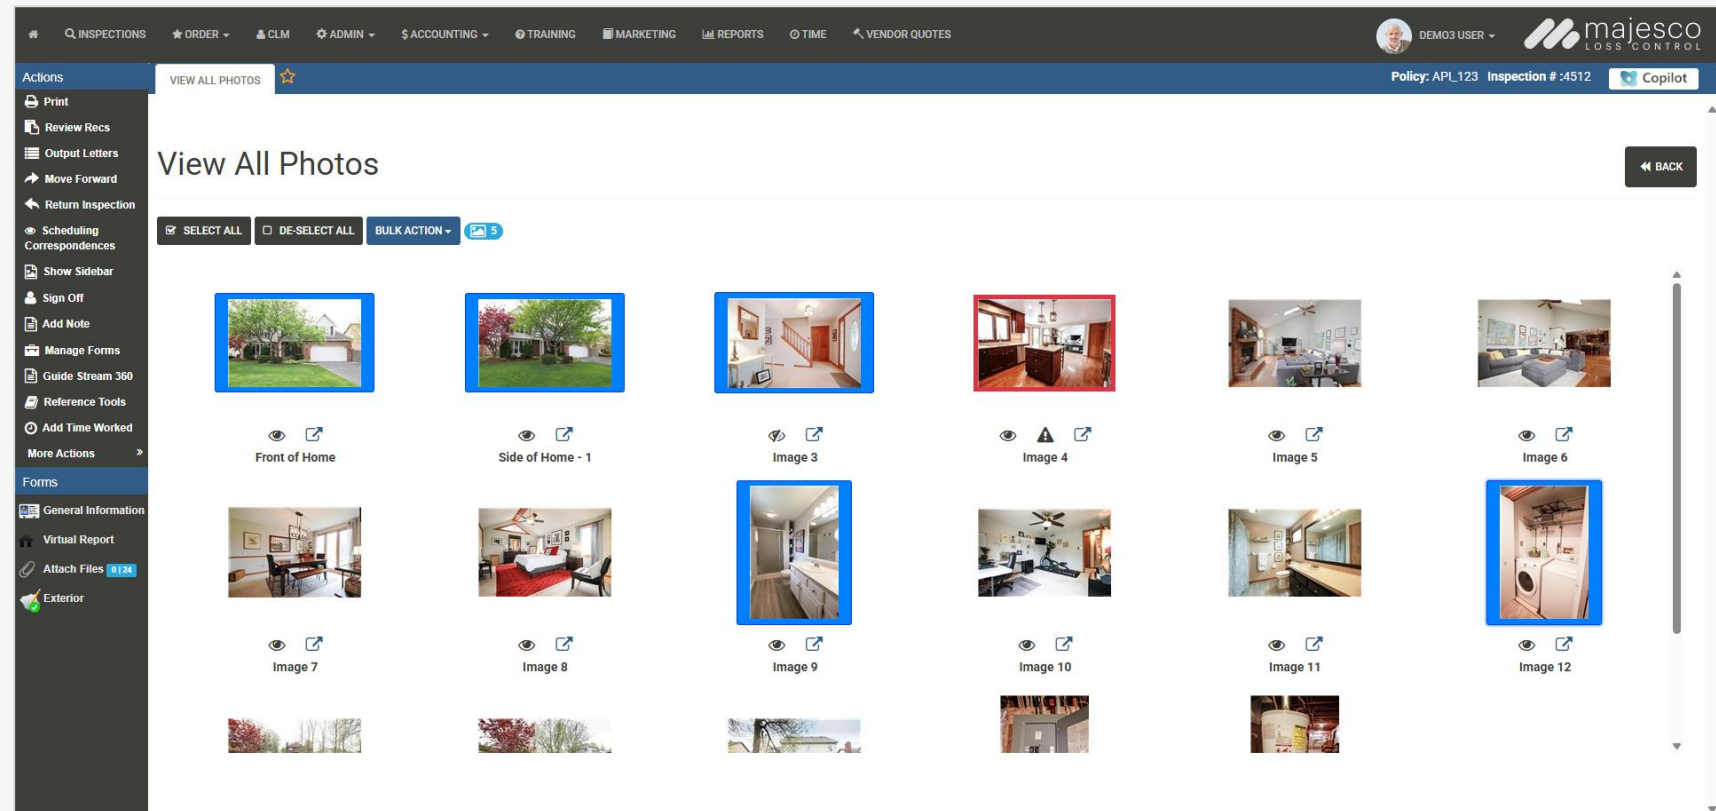 INSPECTIONS ORDER CLM ADMIN $ ACCOUNTING TRAINING MARKETING REPORTS TIME VENDOR QUOTES DEMO3 USER majesco
LOSS CONTROL
Actions VIEW ALL PHOTOS Policy: API_123 Inspection # :4512 Copilot
Print
Review Recs
Output Letters
View All Photos
Move Forward
BACK
Return Inspection
Scheduling
Correspondences
SELECT ALL DE-SELECT ALL BULK ACTION 5
Show Sidebar
Sign Off
Add Note
Manage Forms
Guide Stream 360
Reference Tools
Add Time Worked
More Actions »
Front of Home Side of Home - 1 Image 3 Image 4 Image 5 Image 6
Forms
General Information
Virtual Report
Attach Files 0 | 24
Exterior
Image 7 Image 8 Image 9 Image 10 Image 11 Image 12